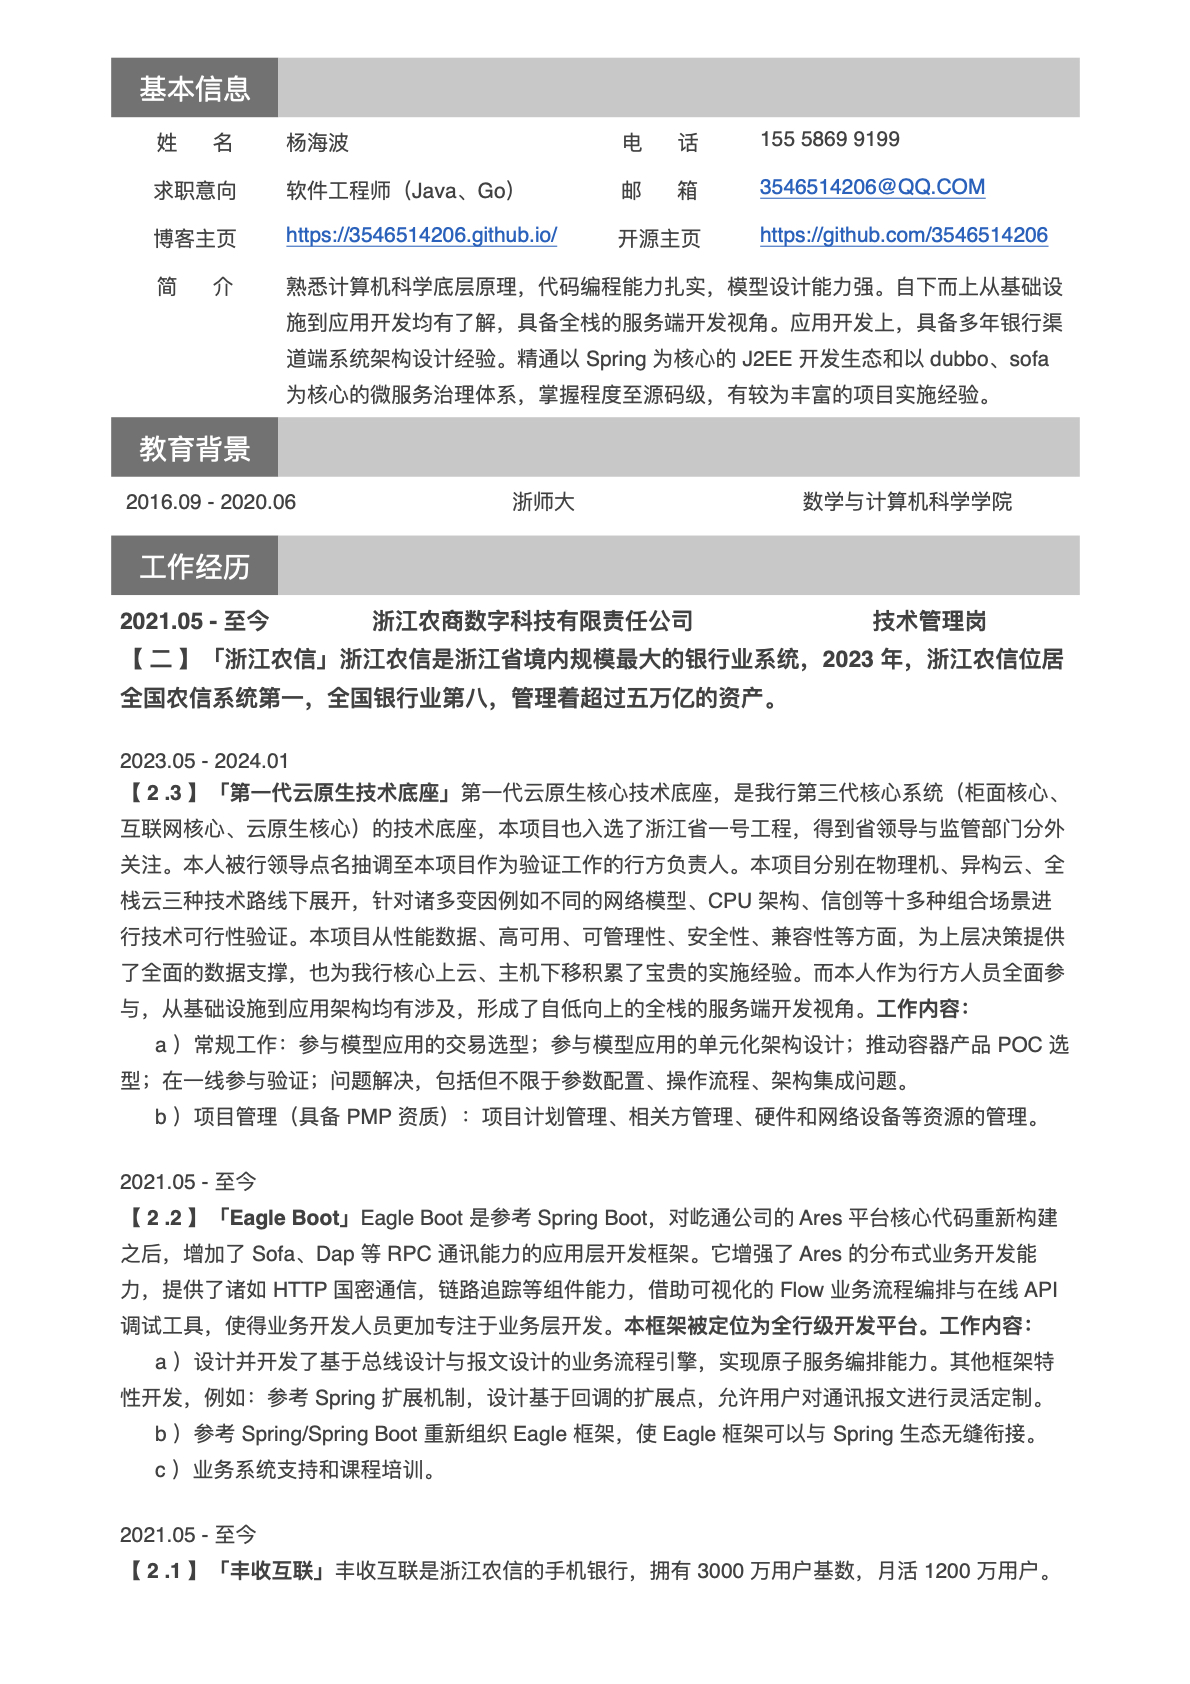 基本信息
姓 名 杨海波 电 话 155 5869 9199
求职意向 软件工程师（Java、Go） 邮 箱 3546514206@QQ.COM
博客主页 https://3546514206.github.io/ 开源主页 https://github.com/3546514206
简 介 熟悉计算机科学底层原理，代码编程能力扎实，模型设计能力强。自下而上从基础设
施到应用开发均有了解，具备全栈的服务端开发视角。应用开发上，具备多年银行渠
道端系统架构设计经验。精通以 Spring 为核心的 J2EE 开发生态和以 dubbo、sofa
为核心的微服务治理体系，掌握程度至源码级，有较为丰富的项目实施经验。
教育背景
2016.09 - 2020.06 浙师大 数学与计算机科学学院
工作经历
2021.05 - 至今 浙江农商数字科技有限责任公司 技术管理岗
【 二 】「浙江农信」浙江农信是浙江省境内规模最大的银行业系统，2023 年，浙江农信位居
全国农信系统第一，全国银行业第八，管理着超过五万亿的资产。
2023.05 - 2024.01
【 2 .3 】「第一代云原生技术底座」第一代云原生核心技术底座，是我行第三代核心系统（柜面核心、
互联网核心、云原生核心）的技术底座，本项目也入选了浙江省一号工程，得到省领导与监管部门分外
关注。本人被行领导点名抽调至本项目作为验证工作的行方负责人。本项目分别在物理机、异构云、全
栈云三种技术路线下展开，针对诸多变因例如不同的网络模型、CPU 架构、信创等十多种组合场景进
行技术可行性验证。本项目从性能数据、高可用、可管理性、安全性、兼容性等方面，为上层决策提供
了全面的数据支撑，也为我行核心上云、主机下移积累了宝贵的实施经验。而本人作为行方人员全面参
与，从基础设施到应用架构均有涉及，形成了自低向上的全栈的服务端开发视角。工作内容：
a ）常规工作：参与模型应用的交易选型；参与模型应用的单元化架构设计；推动容器产品 POC 选
型；在一线参与验证；问题解决，包括但不限于参数配置、操作流程、架构集成问题。
b ）项目管理（具备 PMP 资质）：项目计划管理、相关方管理、硬件和网络设备等资源的管理。
2021.05 - 至今
【 2 .2 】「Eagle Boot」Eagle Boot 是参考 Spring Boot，对屹通公司的 Ares 平台核心代码重新构建
之后，增加了 Sofa、Dap 等 RPC 通讯能力的应用层开发框架。它增强了 Ares 的分布式业务开发能
力，提供了诸如 HTTP 国密通信，链路追踪等组件能力，借助可视化的 Flow 业务流程编排与在线 API
调试工具，使得业务开发人员更加专注于业务层开发。本框架被定位为全行级开发平台。工作内容：
a ）设计并开发了基于总线设计与报文设计的业务流程引擎，实现原子服务编排能力。其他框架特
性开发，例如：参考 Spring 扩展机制，设计基于回调的扩展点，允许用户对通讯报文进行灵活定制。
b ）参考 Spring/Spring Boot 重新组织 Eagle 框架，使 Eagle 框架可以与 Spring 生态无缝衔接。
c ）业务系统支持和课程培训。
2021.05 - 至今
【 2 .1 】「丰收互联」丰收互联是浙江农信的手机银行，拥有 3000 万用户基数，月活 1200 万用户。